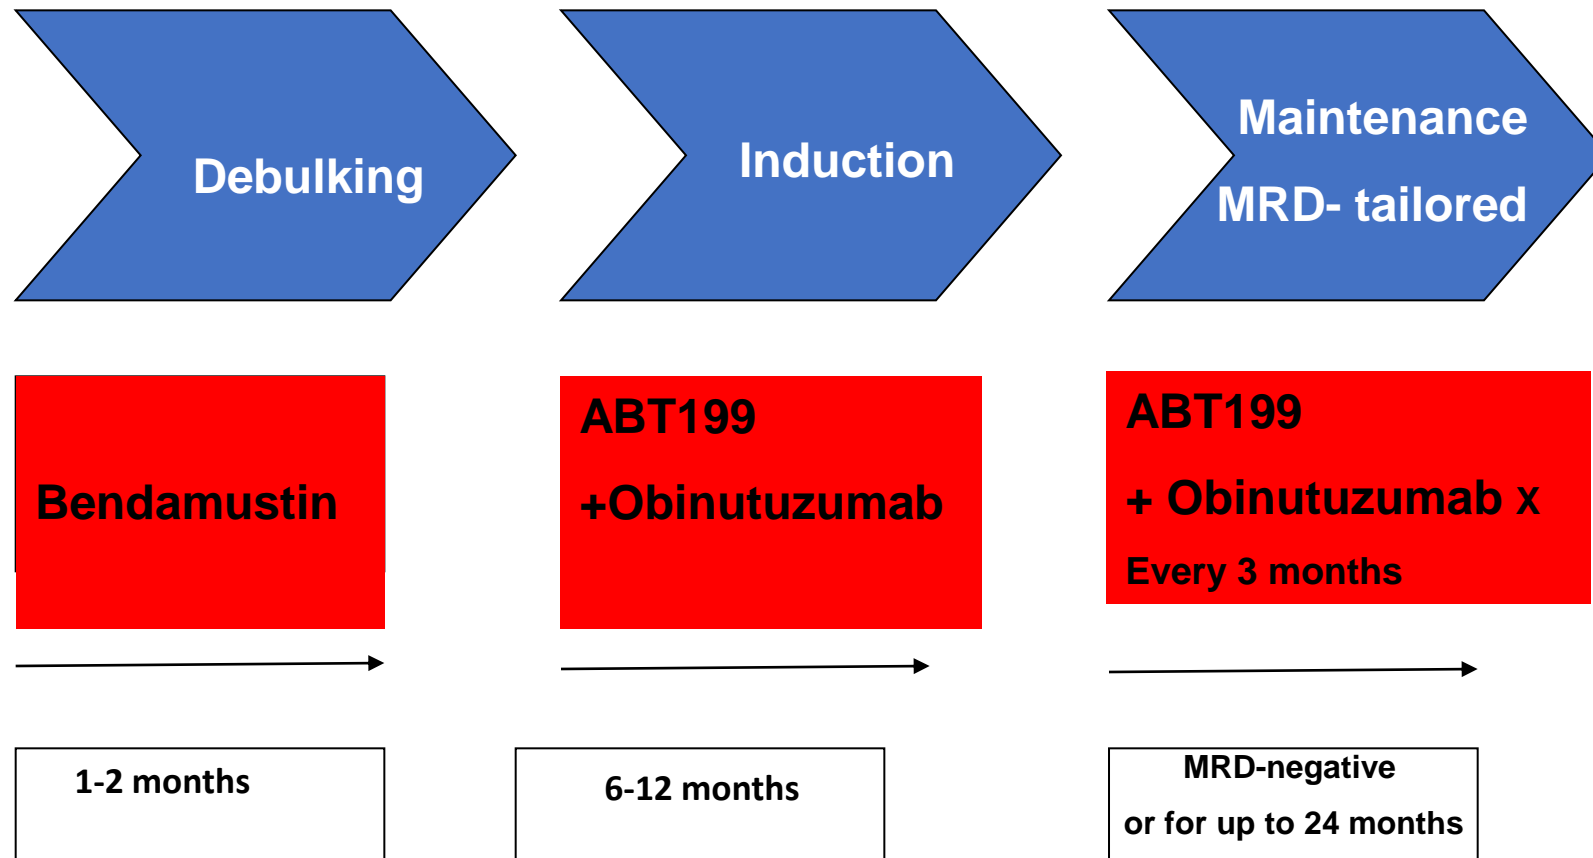 Debulking
Induction
Maintenance
MRD- tailored
Bendamustin
ABT199
+Obinutuzumab
ABT199
+ Obinutuzumab x
Every 3 months
1-2 months
6-12 months
MRD-negative
or for up to 24 months